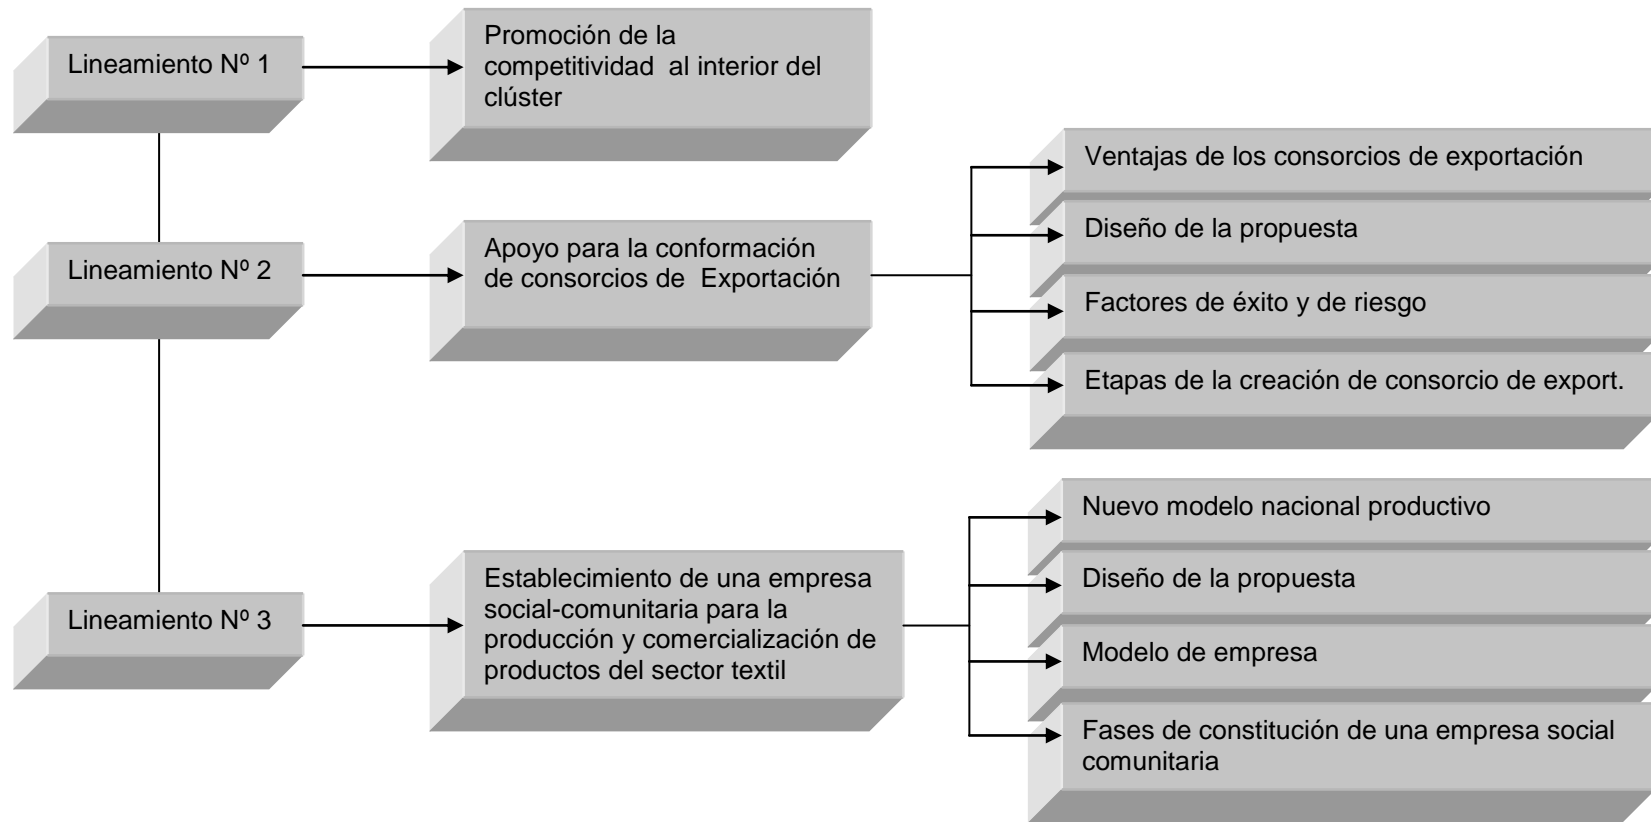 Lineamiento Nº 1
Promoción de la
competitividad al interior del
clúster
Lineamiento Nº 2
Apoyo para la conformación
de consorcios de Exportación
Ventajas de los consorcios de exportación
Diseño de la propuesta
Factores de éxito y de riesgo
Etapas de la creación de consorcio de export.
Lineamiento Nº 3
Establecimiento de una empresa
social-comunitaria para la
producción y comercialización de
productos del sector textil
Nuevo modelo nacional productivo
Diseño de la propuesta
Modelo de empresa
Fases de constitución de una empresa social
comunitaria